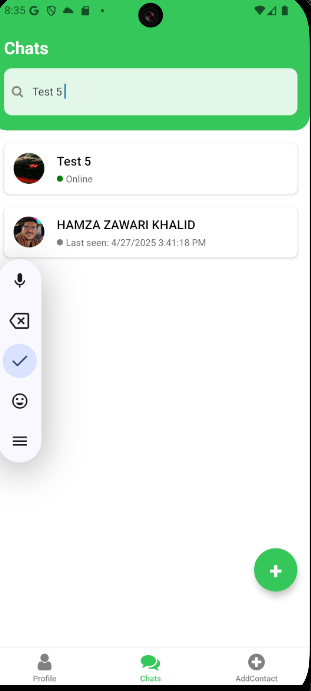 8:35
Chats
Test 5
Test 5
Online
HAMZA ZAWARI KHALID
Last seen: 4/27/2025 3:41:18 PM
Profile
Chats
AddContact